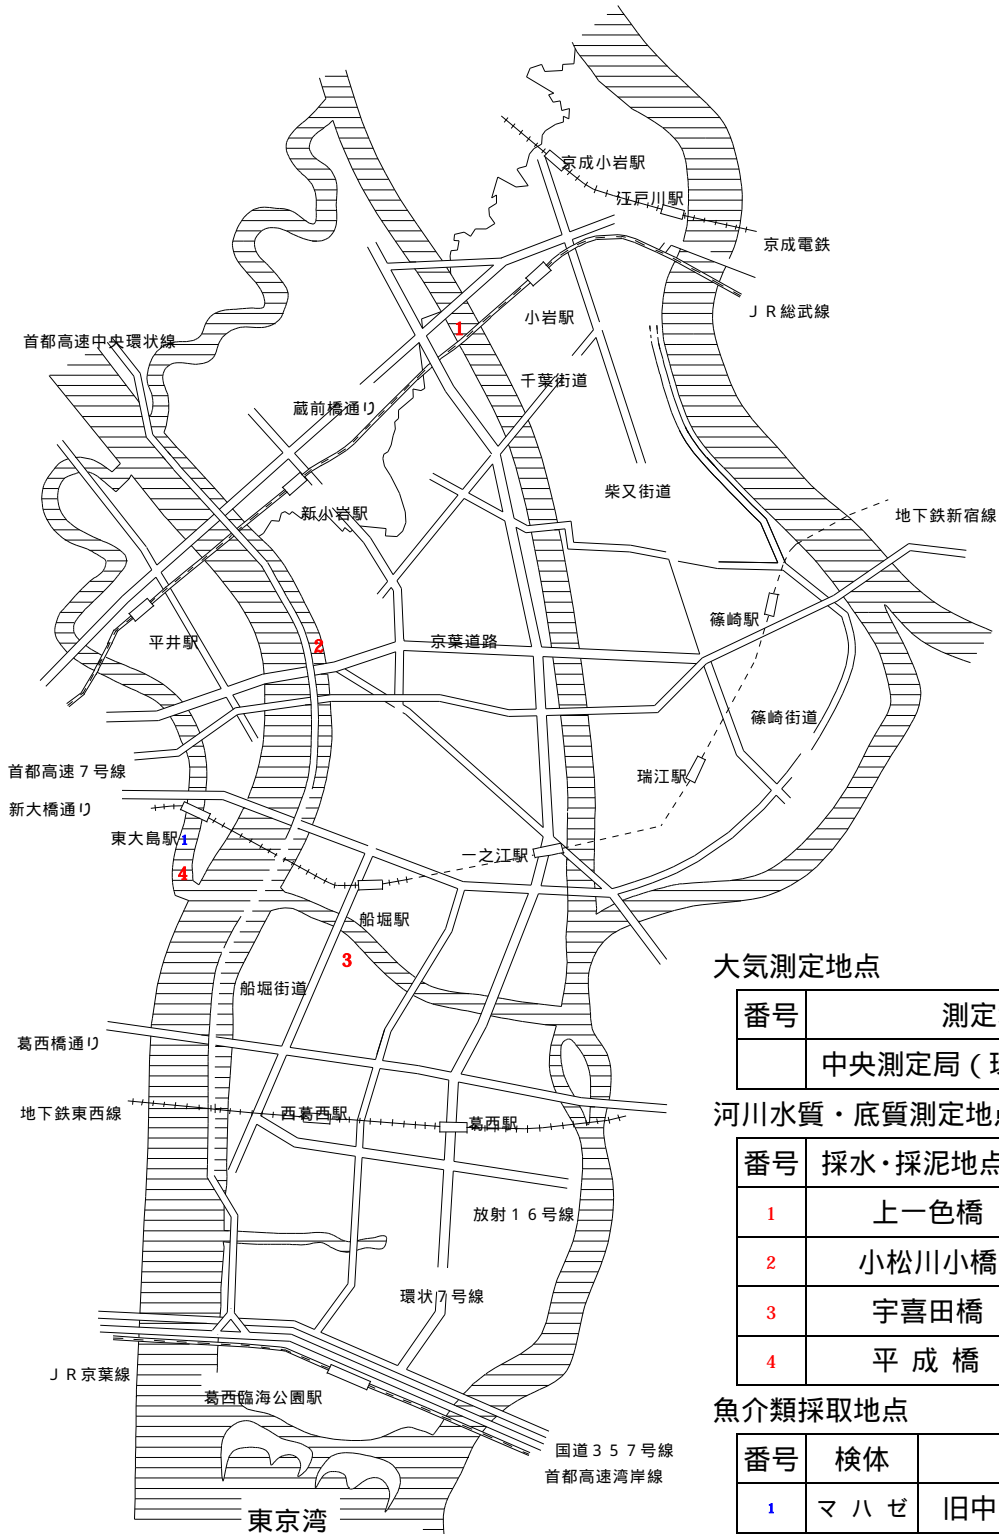 京成小岩駅
江戸川駅
京成電鉄
ＪＲ総武線
小岩駅
1
首都高速中央環状線
千葉街道
蔵前橋通り
柴又街道
新小岩駅
地下鉄新宿線
篠崎駅
平井駅
2
京葉道路
篠崎街道
首都高速７号線
瑞江駅
新大橋通り
東大島駅
1
一之江駅
4
船堀駅
3
船堀街道
葛西橋通り
地下鉄東西線
西葛西駅
葛西駅
放射１６号線
環状７号線
ＪＲ京葉線
葛西臨海公園駅
国道３５７号線
首都高速湾岸線
東京湾
大気測定地点
番号 測定
中央測定局（
河川水質・底質測定地点
番号 採水・採泥地点
1 上一色橋
2 小松川小橋
3 宇喜田橋
4 平成橋
魚介類採取地点
番号 検体
1 マハゼ 旧中